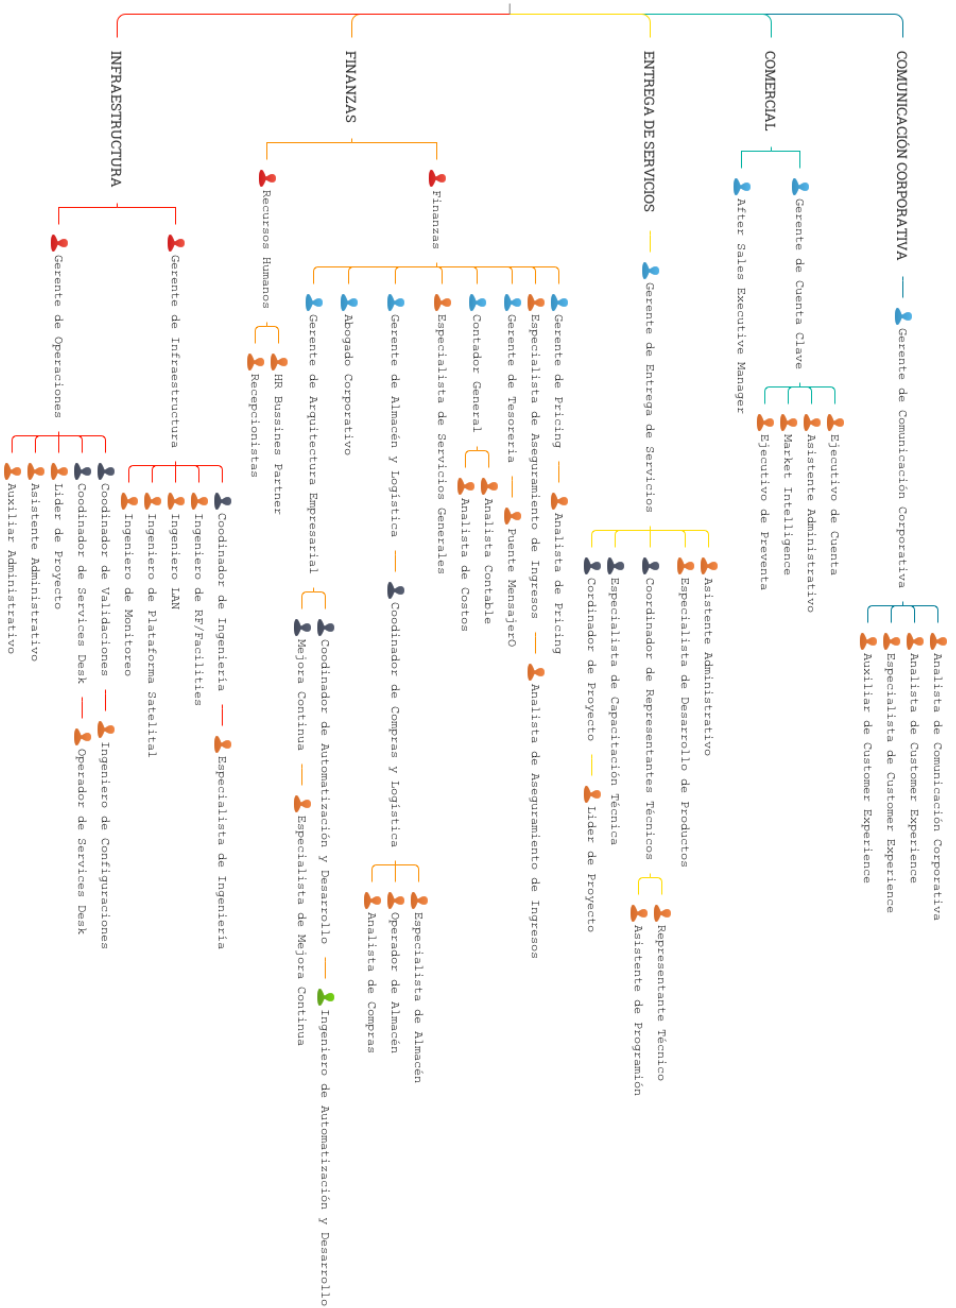 COMUNICACIÓN CORPORATIVA
Gerente de Comunicación Corporativa
Analista de Comunicación Corporativa
Analista de Customer Experience
Especialista de Customer Experience
Auxiliar de Customer Experience
COMERCIAL
Gerente de Cuenta Clave
Ejecutivo de Cuenta
Asistente Administrativo
Market Intelligence
Ejecutivo de Preventa
After Sales Executive Manager
ENTREGA DE SERVICIOS
Gerente de Entrega de Servicios
Asistente Administrativo
Especialista de Desarrollo de Productos
Coordinador de Representantes Técnicos
Representante Técnico
Asistente de Programión
Especialista de Capacitación Técnica
Cordinador de Proyecto
Lider de Proyecto
FINANZAS
Finanzas
Gerente de Pricing
Analista de Pricing
Especialista de Aseguramiento de Ingresos
Analista de Aseguramiento de Ingresos
Gerente de Tesoreria
Puente MensajerO
Contador General
Analista Contable
Analista de Costos
Especialista de Servicios Generales
Gerente de Almacén y Logística
Coodinador de Compras y Logística
Especialista de Almacén
Operador de Almacén
Analista de Compras
Abogado Corporativo
Gerente de Arquitectura Empresarial
Coodinador de Automatización y Desarrollo
Ingeniero de Automatización y Desarrollo
Mejora Continua
Especialista de Mejora Continua
Recursos Humanos
HR Bussines Partner
Recepcionistas
INFRAESTRUCTURA
Gerente de Infraestructura
Coodinador de Ingeniería
Especialista de Ingeniería
Ingeniero de RF/Facilities
Ingeniero LAN
Ingeniero de Plataforma Satelital
Ingeniero de Monitoreo
Gerente de Operaciones
Coodinador de Validaciones
Ingeniero de Configuraciones
Coodinador de Services Desk
Operador de Services Desk
Lider de Proyecto
Asistente Administrativo
Auxiliar Administrativo